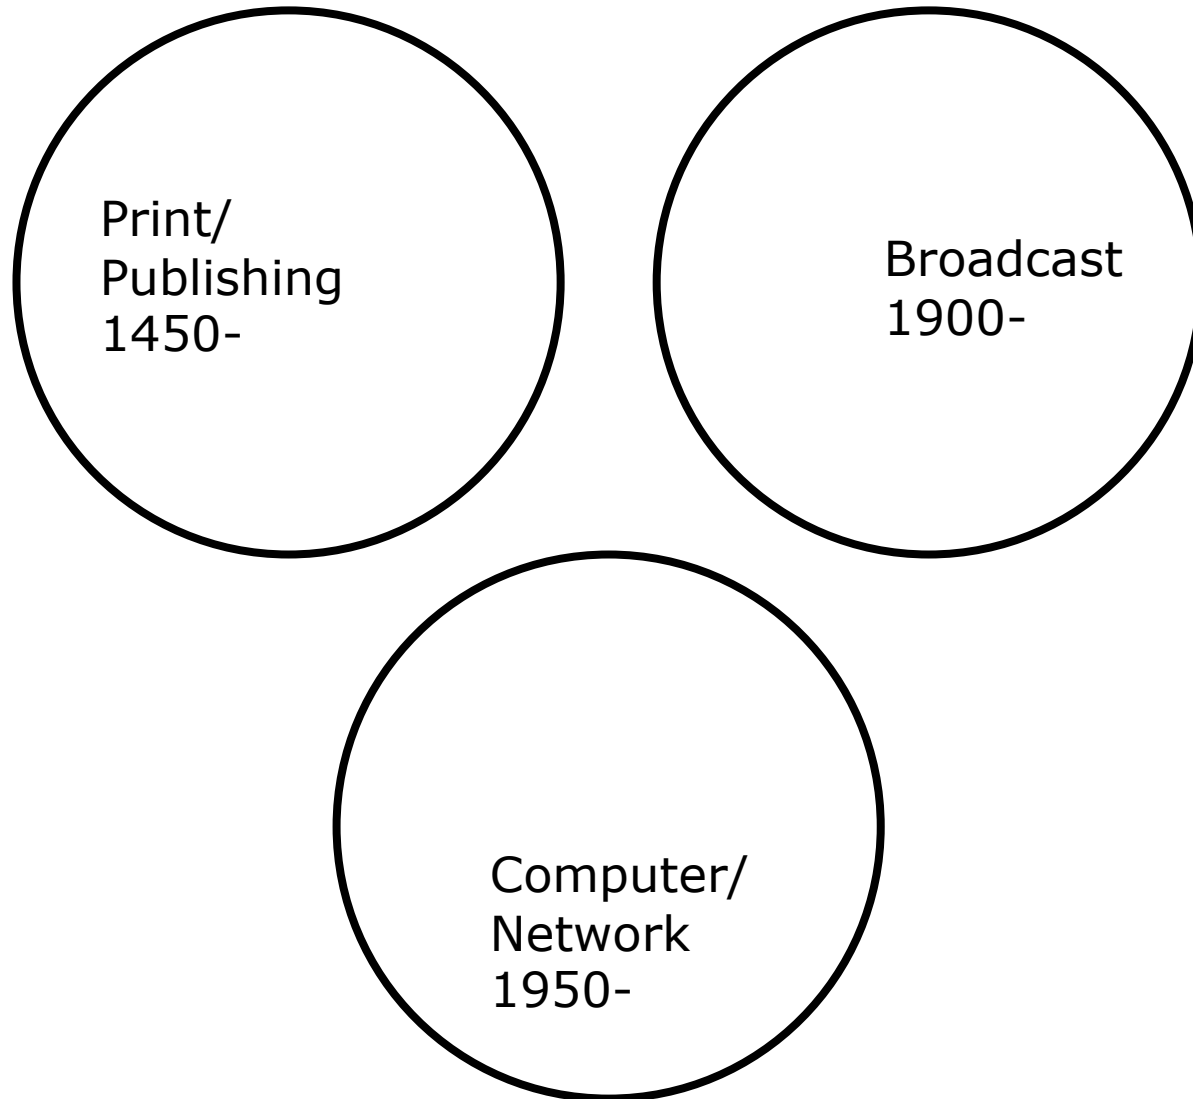 Print/
Publishing
1450-
Broadcast
1900-
Computer/
Network
1950-